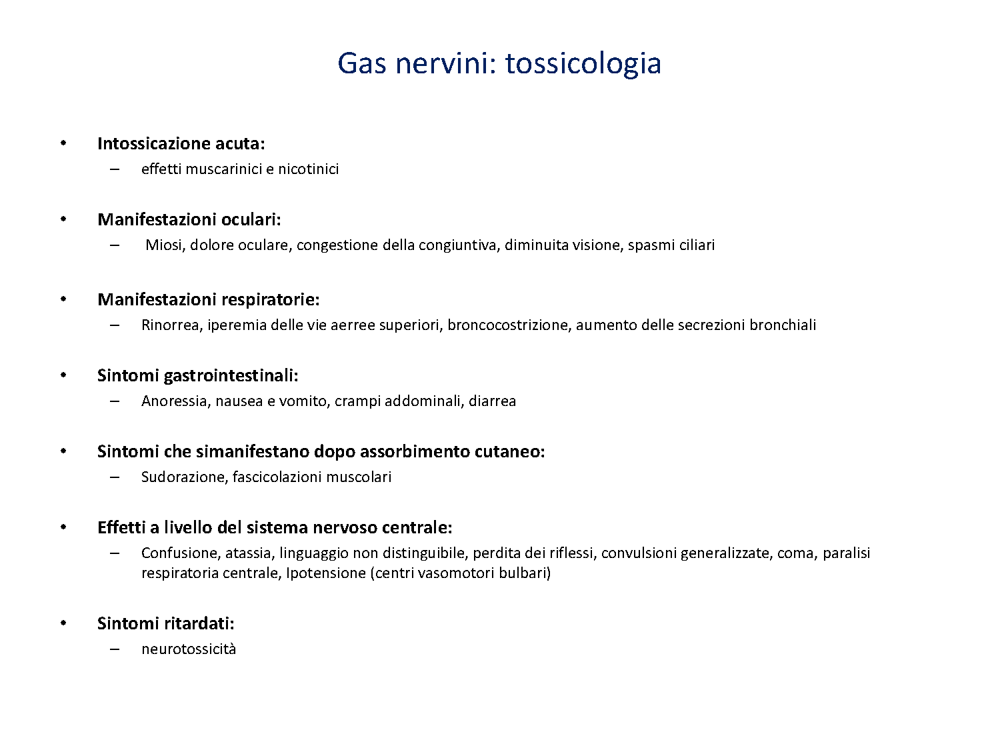 Gas nervini: tossicologia
• Intossicazione acuta:
– effetti muscarinici e nicotinici
• Manifestazioni oculari:
– Miosi, dolore oculare, congestione della congiuntiva, diminuita visione, spasmi ciliari
• Manifestazioni respiratorie:
– Rinorrea, iperemia delle vie aerree superiori, broncocostrizione, aumento delle secrezioni bronchiali
• Sintomi gastrointestinali:
– Anoressia, nausea e vomito, crampi addominali, diarrea
• Sintomi che simanifestano dopo assorbimento cutaneo:
– Sudorazione, fascicolazioni muscolari
• Effetti a livello del sistema nervoso centrale:
– Confusione, atassia, linguaggio non distinguibile, perdita dei riflessi, convulsioni generalizzate, coma, paralisi
respiratoria centrale, Ipotensione (centri vasomotori bulbari)
• Sintomi ritardati:
– neurotossicità